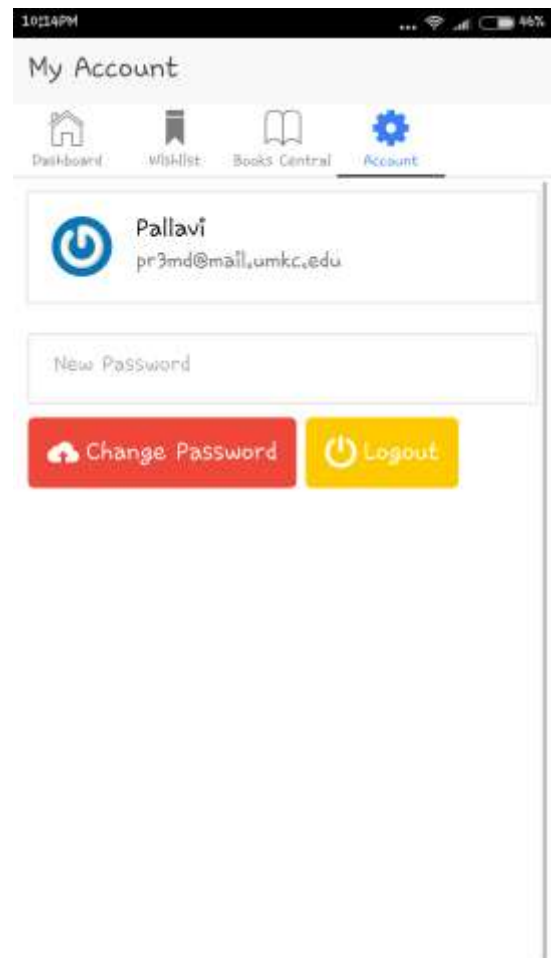 10:14PM ... 46%
My Account
Dashboard Wishlist Books Central Account
Pallavi
pr3md@mail.umkc.edu
New Password
Change Password Logout